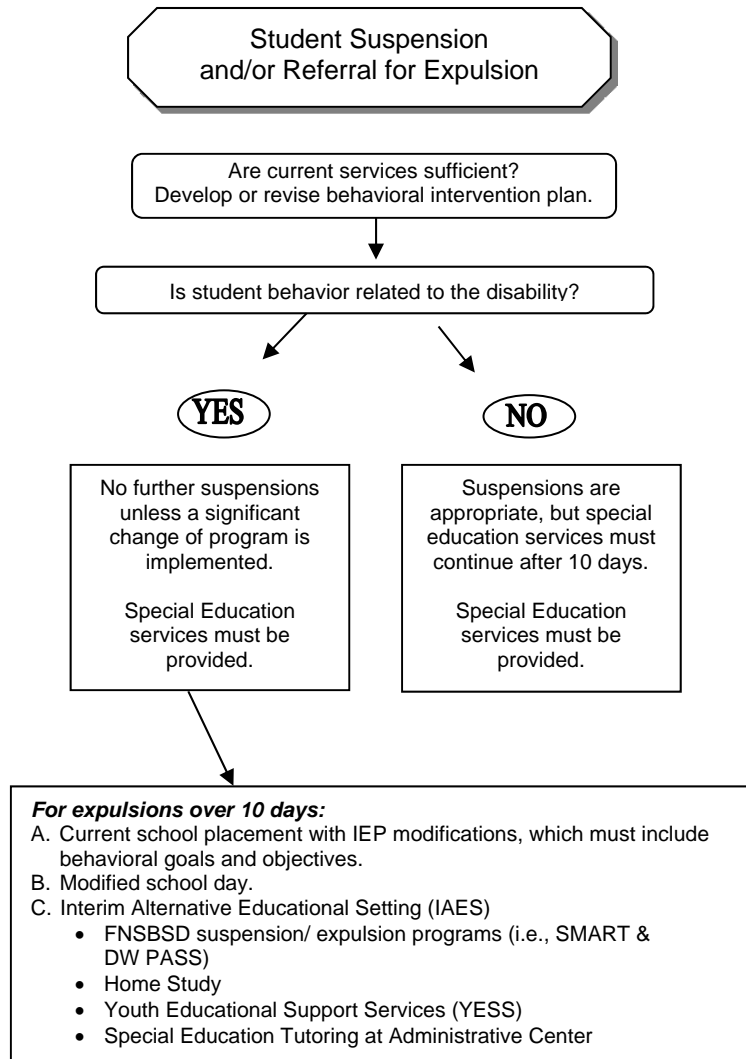 Student Suspension
and/or Referral for Expulsion
Are current services sufficient?
Develop or revise behavioral intervention plan.
Is student behavior related to the disability?
YES
NO
No further suspensions
unless a significant
change of program is
implemented.
Special Education
services must be
provided.
Suspensions are
appropriate, but special
education services must
continue after 10 days.
Special Education
services must be
provided.
For expulsions over 10 days:
A. Current school placement with IEP modifications, which must include
behavioral goals and objectives.
B. Modified school day.
C. Interim Alternative Educational Setting (IAES)
• FNSBSD suspension/ expulsion programs (i.e., SMART &
DW PASS)
• Home Study
• Youth Educational Support Services (YESS)
• Special Education Tutoring at Administrative Center